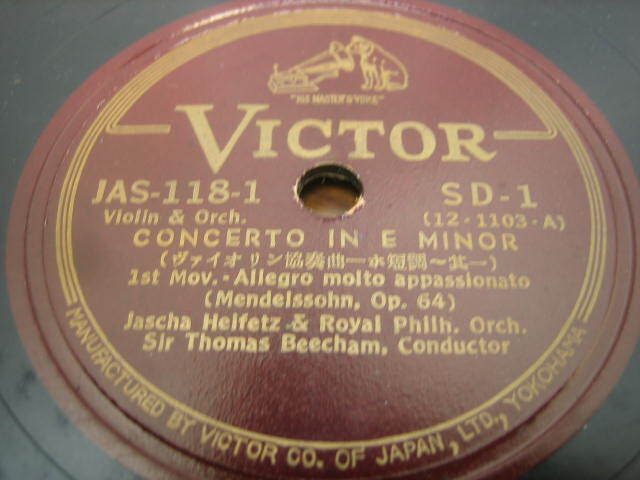 "HIS MASTER'S VOICE"
VICTOR
JAS-118-1 SD-1
Violin & Orch. (12-1103-A)
CONCERTO IN E MINOR
(ヴァイオリン協奏曲—ホ短調〜其一)
1st Mov.-Allegro molto appassionato
(Mendelssohn, Op. 64)
Jascha Heifetz & Royal Philh. Orch.
Sir Thomas Beecham, Conductor
MANUFACTURED BY VICTOR CO. OF JAPAN, LTD., YOKOHAMA